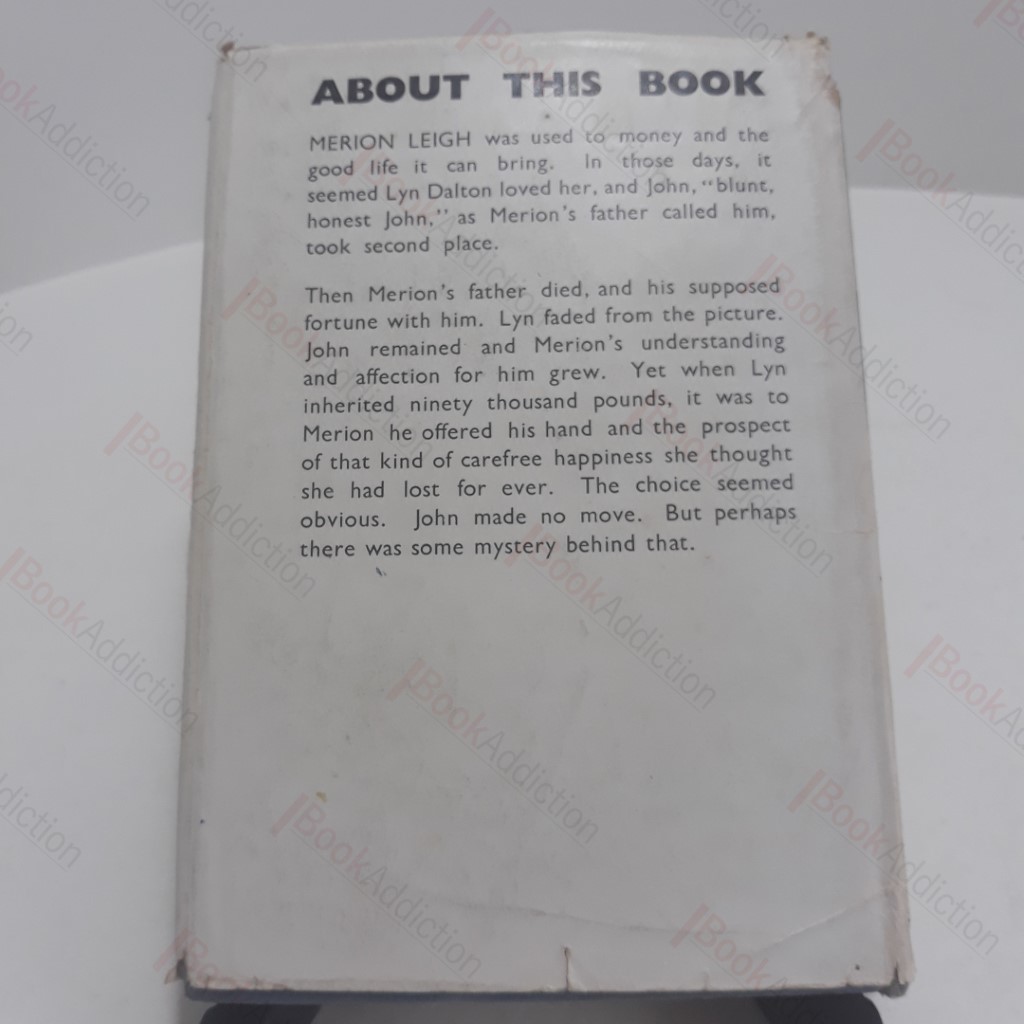 ABOUT THIS BOOK
MERION LEIGH was used to money and the
good life it can bring. In those days, it
seemed Lyn Dalton loved her, and John, "blunt,
honest John," as Merion's father called him,
took second place.
Then Merion's father died, and his supposed
fortune with him. Lyn faded from the picture.
John remained and Merion's understanding
and affection for him grew. Yet when Lyn
inherited ninety thousand pounds, it was to
Merion he offered his hand and the prospect
of that kind of carefree happiness she thought
she had lost for ever. The choice seemed
obvious. John made no move. But perhaps
there was some mystery behind that.
BookAddiction